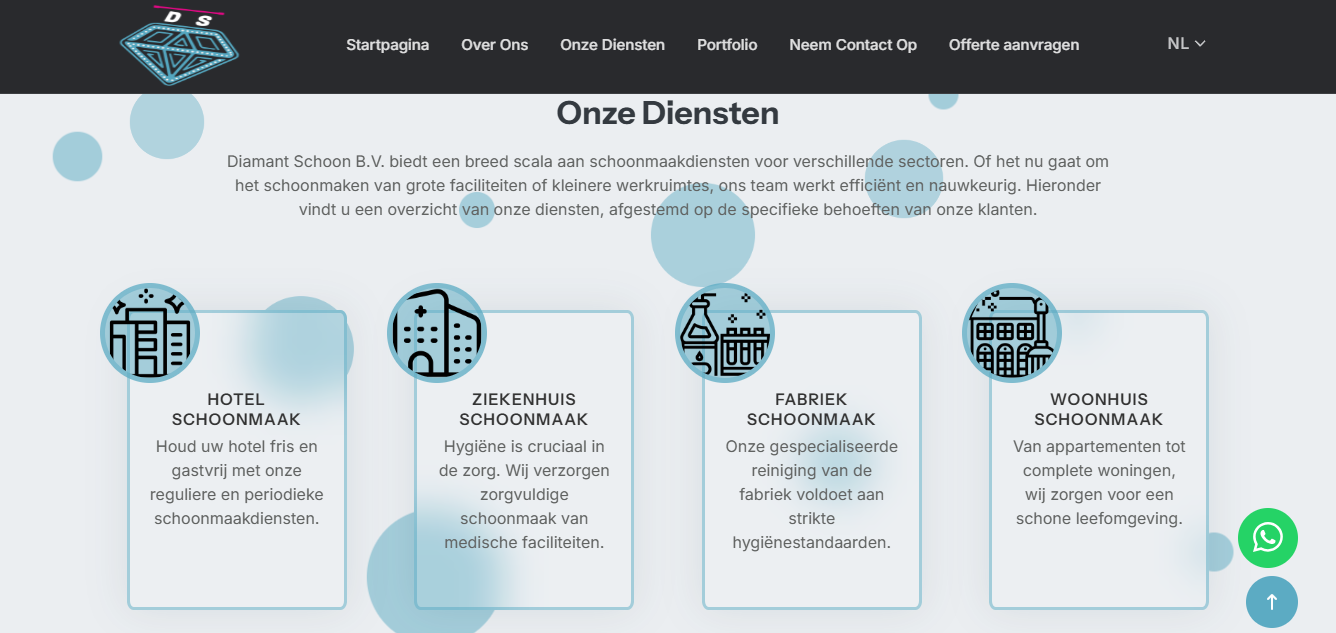 D S
Startpagina Over Ons Onze Diensten Portfolio Neem Contact Op Offerte aanvragen NL
Onze Diensten
Diamant Schoon B.V. biedt een breed scala aan schoonmaakdiensten voor verschillende sectoren. Of het nu gaat om
het schoonmaken van grote faciliteiten of kleinere werkruimtes, ons team werkt efficiënt en nauwkeurig. Hieronder
vindt u een overzicht van onze diensten, afgestemd op de specifieke behoeften van onze klanten.
HOTEL
SCHOONMAAK
Houd uw hotel fris en
gastvrij met onze
reguliere en periodieke
schoonmaakdiensten.
ZIEKENHUIS
SCHOONMAAK
Hygiëne is cruciaal in
de zorg. Wij verzorgen
zorgvuldige
schoonmaak van
medische faciliteiten.
FABRIEK
SCHOONMAAK
Onze gespecialiseerde
reiniging van de
fabriek voldoet aan
strikte
hygiënestandaarden.
WOONHUIS
SCHOONMAAK
Van appartementen tot
complete woningen,
wij zorgen voor een
schone leefomgeving.